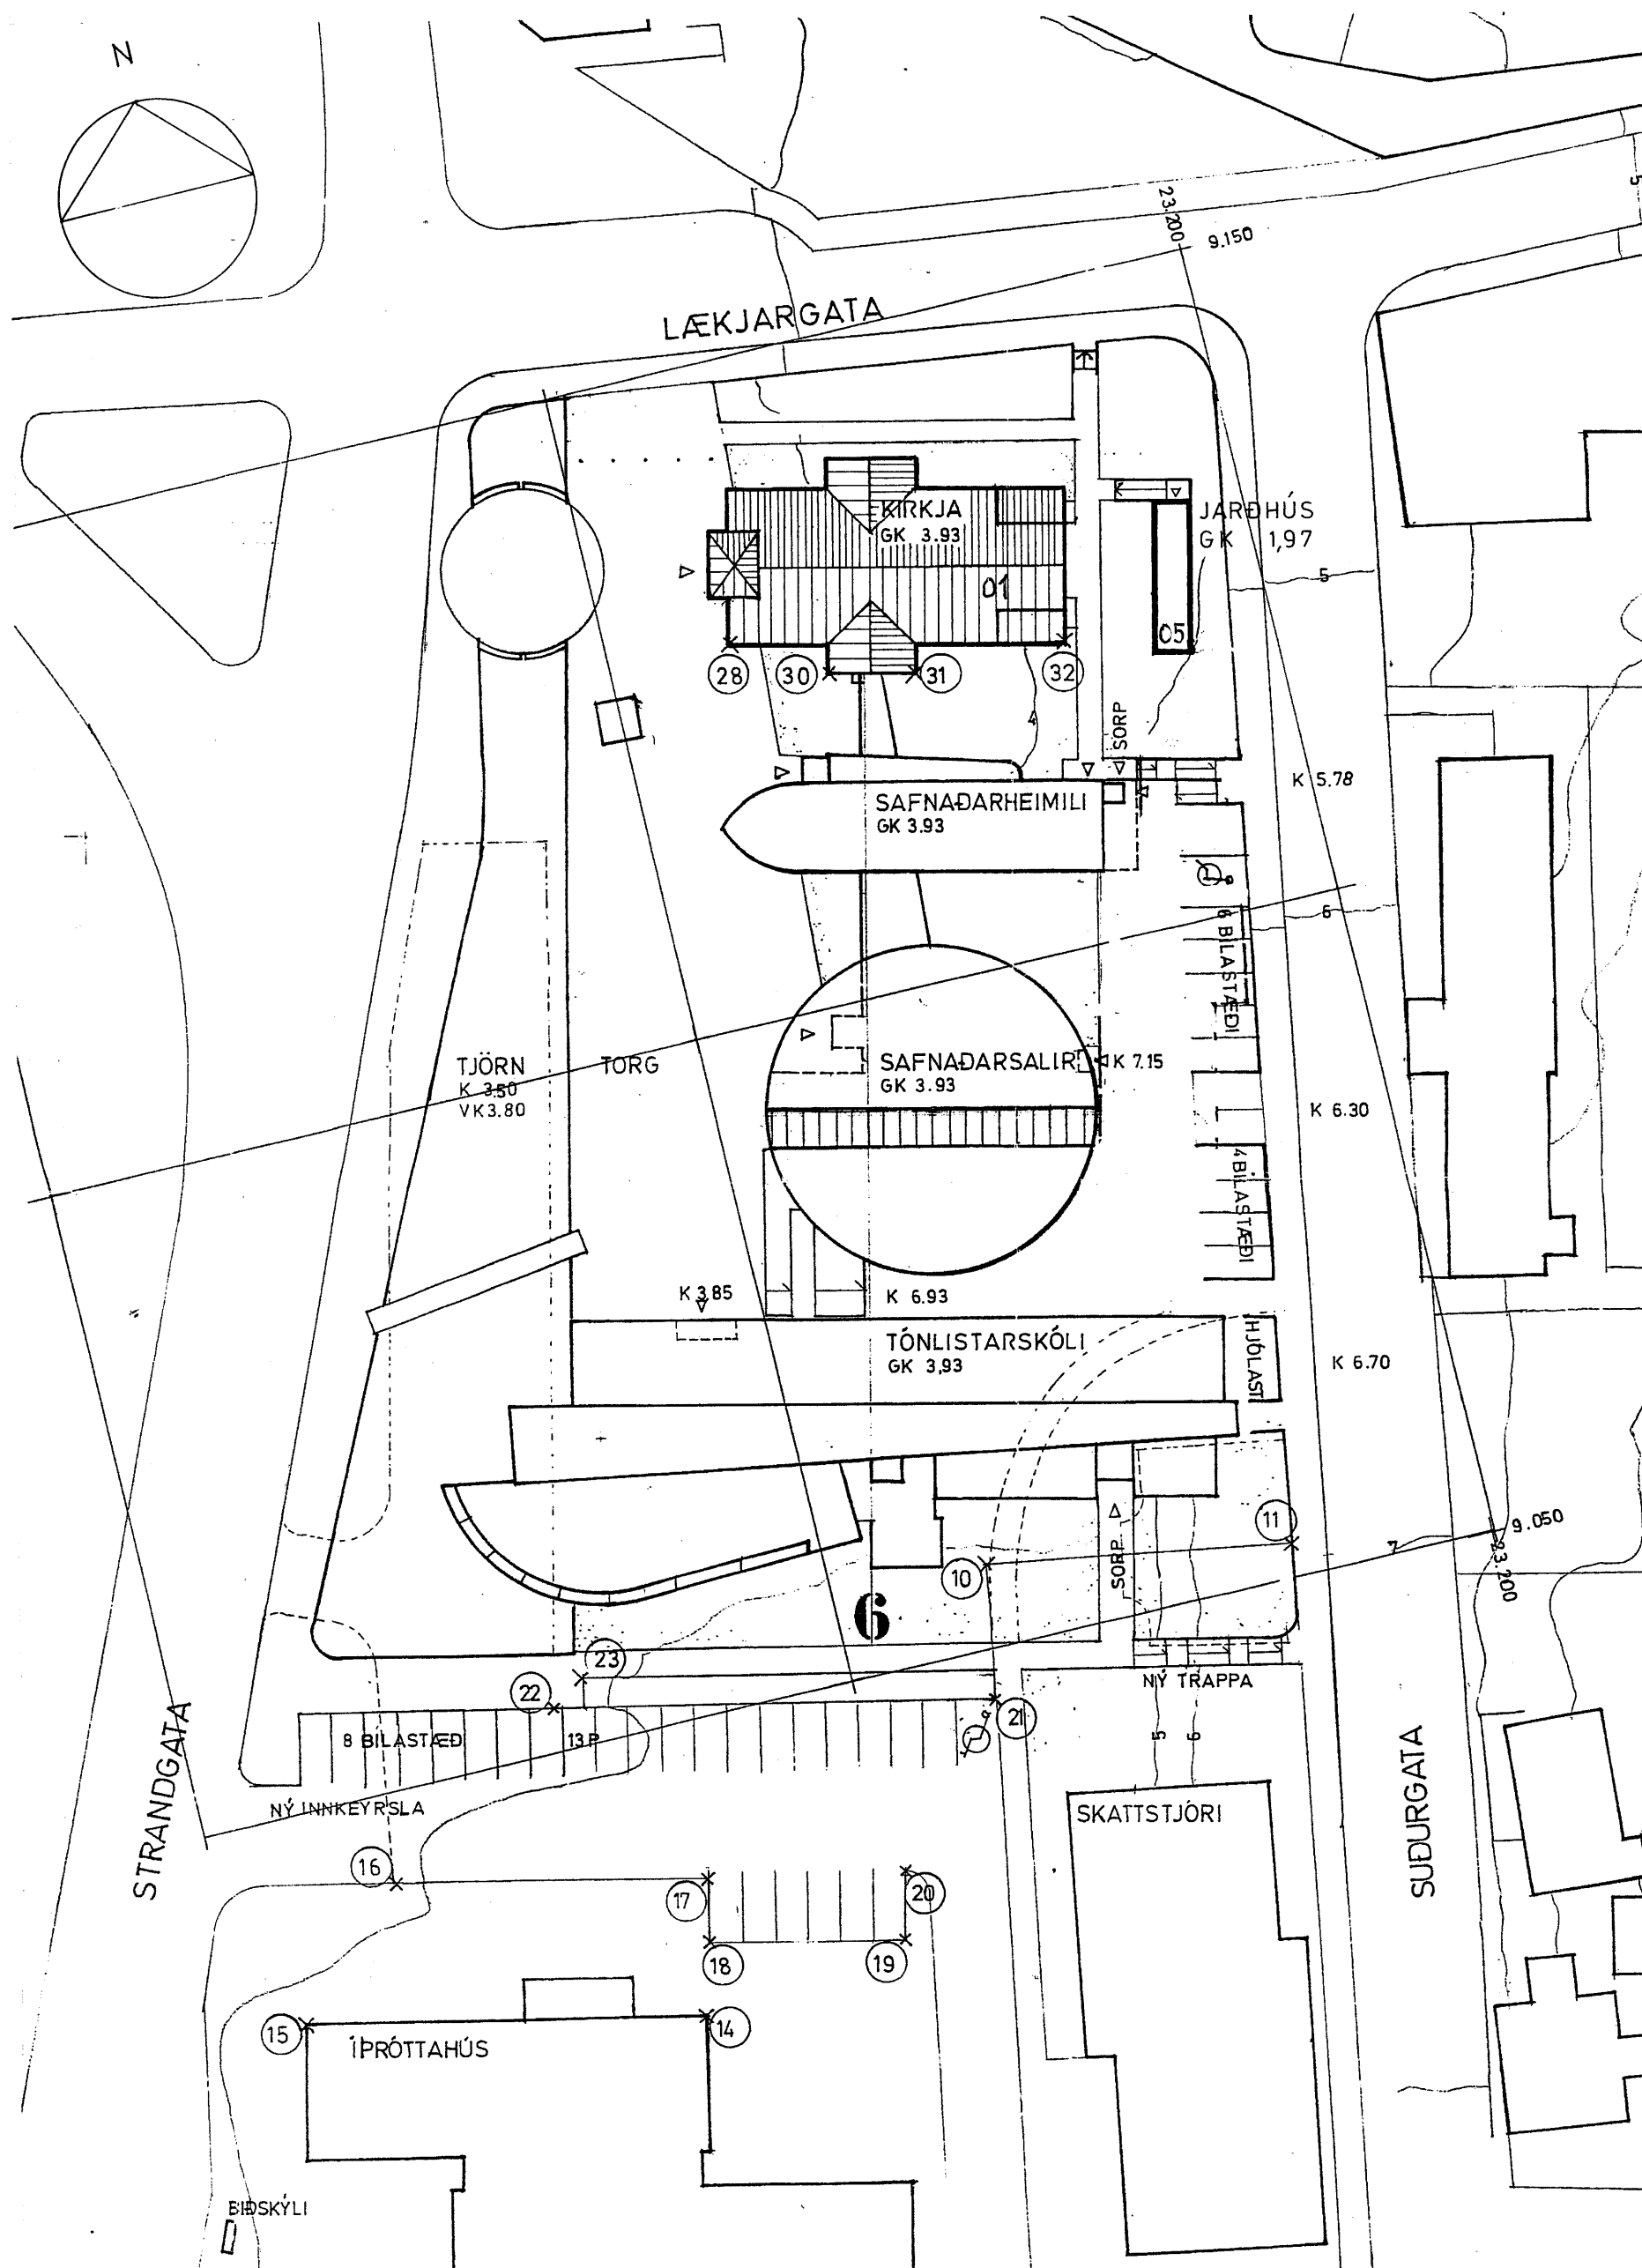 N
23.200
9.150
5
LÆKJARGATA
KIRKJA
GK 3.93
01
JARÐHÚS
GK 1,97
05
5
28
30
31
32
4
SORP
K 5.78
SAFNAÐARHEIMILI
GK 3.93
6 BÍLASTÆÐI
6
TJÖRN
K 3.50
VK3.80
TORG
SAFNAÐARSALIR
GK 3.93
K 7.15
K 6.30
4 BÍLASTÆÐI
K 3.85
K 6.93
TÓNLISTARSKÓLI
GK 3,93
HJÓLAST
K 6.70
11
10
SORP
7
9.050
23.200
6
23
22
21
NÝ TRAPPA
8 BÍLASTÆÐ
13 P
5
6
NÝ INNKEYRSLA
STRANDGATA
SKATTSTJÓRI
SUÐURGATA
16
17
20
18
19
15
14
ÍÞRÓTTAHÚS
BIÐSKÝLI